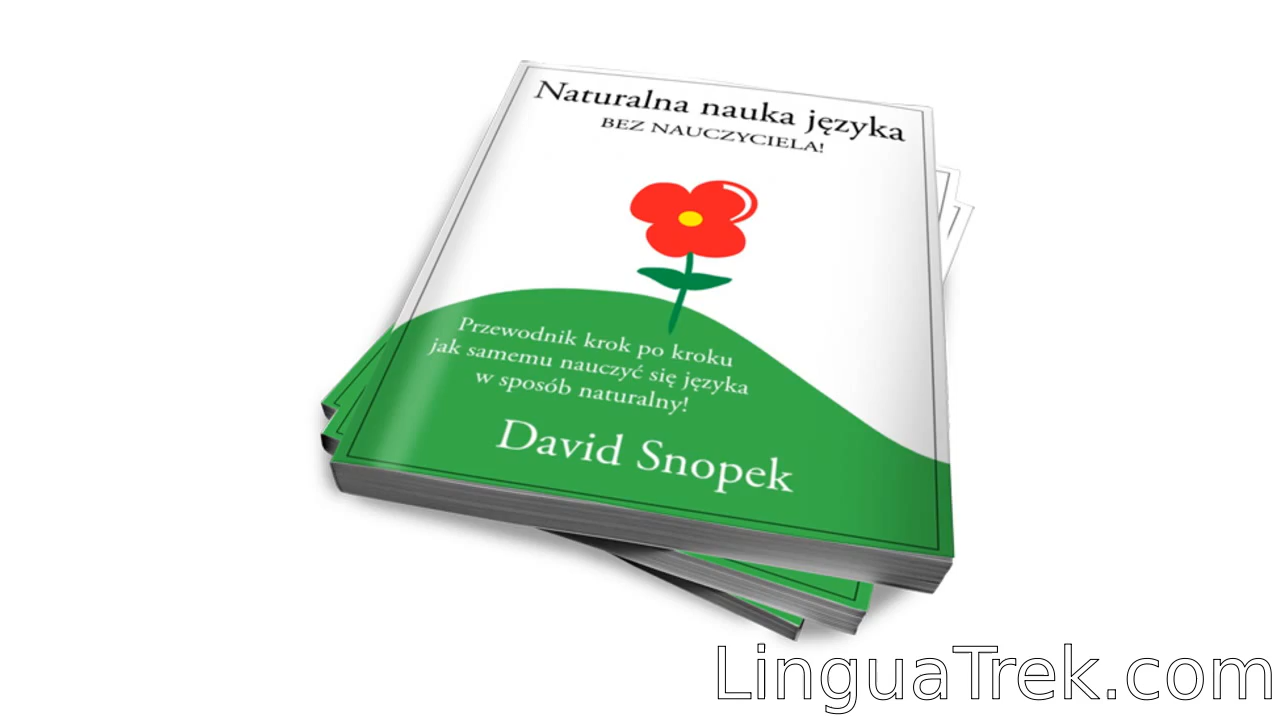 Naturalna nauka języka
BEZ NAUCZYCIELA!
Przewodnik krok po kroku
jak samemu nauczyć się języka
w sposób naturalny!
David Snopek
LinguaTrek.com